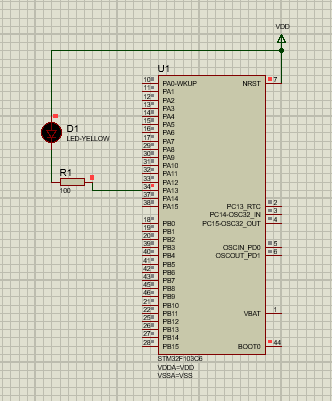 VDD
U1
10 PA0-WKUP NRST 7
11 PA1
12 PA2
13 PA3
14 PA4
15 PA5
16 PA6
17 PA7
29 PA8
30 PA9
31 PA10
32 PA11
33 PA12
34 PA13
37 PA14
38 PA15
D1
LED-YELLOW
R1
100
PC13_RTC 2
PC14-OSC32_IN 3
PC15-OSC32_OUT 4
18 PB0
19 PB1
20 PB2
39 PB3
40 PB4
41 PB5
42 PB6
43 PB7
45 PB8
46 PB9
21 PB10
22 PB11
25 PB12
26 PB13
27 PB14
28 PB15
OSCIN_PD0 5
OSCOUT_PD1 6
VBAT 1
BOOT0 44
STM32F103C6
VDDA=VDD
VSSA=VSS